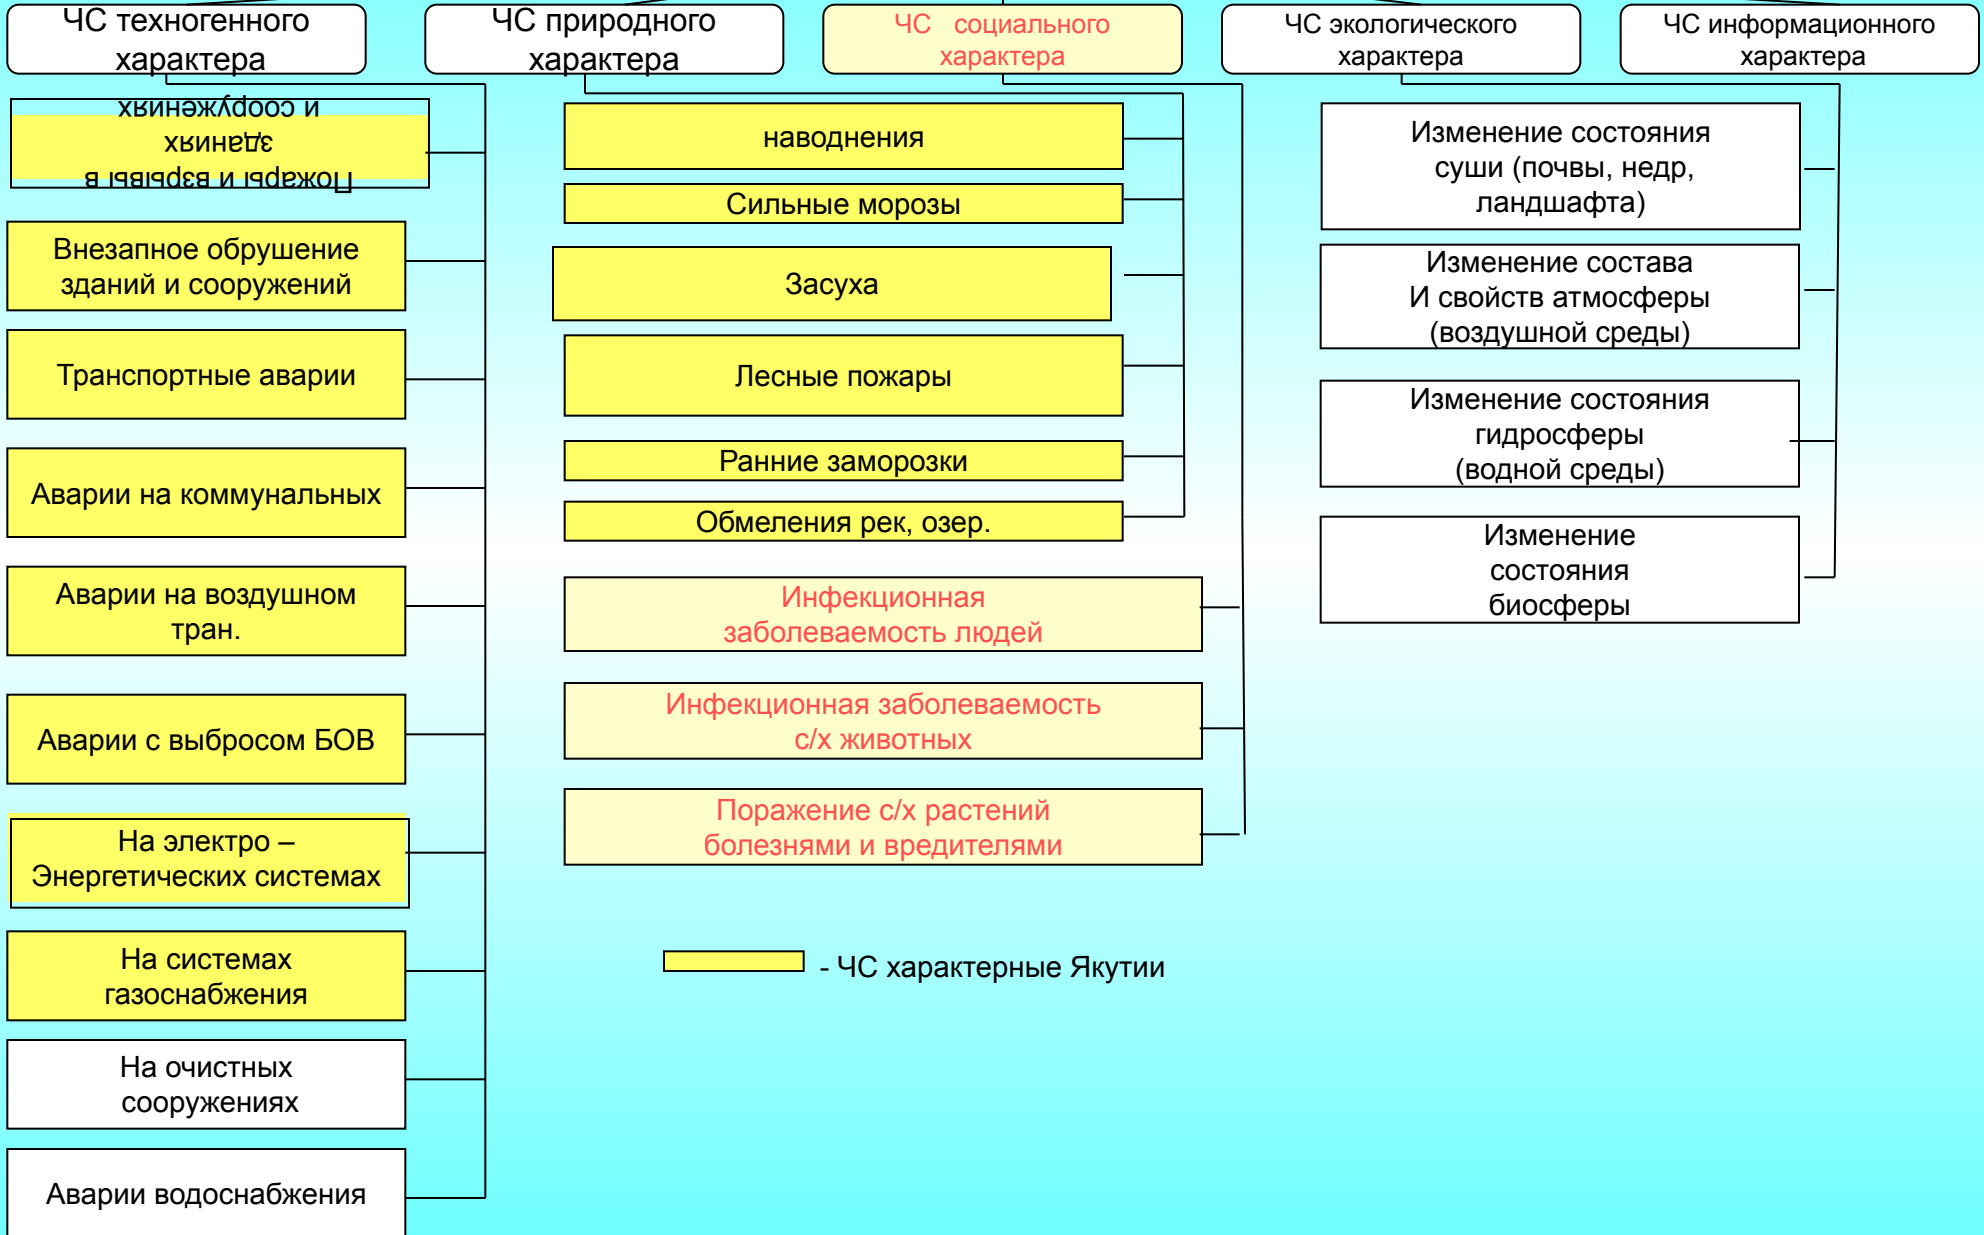 ЧС техногенного
характера
ЧС природного
характера
ЧС социального
характера
ЧС экологического
характера
ЧС информационного
характера
Пожары и взрывы в
зданиях
и сооружениях
Внезапное обрушение
зданий и сооружений
Транспортные аварии
Аварии на коммунальных
Аварии на воздушном
тран.
Аварии с выбросом БОВ
На электро –
Энергетических системах
На системах
газоснабжения
На очистных
сооружениях
Аварии водоснабжения
наводнения
Сильные морозы
Засуха
Лесные пожары
Ранние заморозки
Обмеления рек, озер.
Инфекционная
заболеваемость людей
Инфекционная заболеваемость
с/х животных
Поражение с/х растений
болезнями и вредителями
- ЧС характерные Якутии
Изменение состояния
суши (почвы, недр,
ландшафта)
Изменение состава
И свойств атмосферы
(воздушной среды)
Изменение состояния
гидросферы
(водной среды)
Изменение
состояния
биосферы